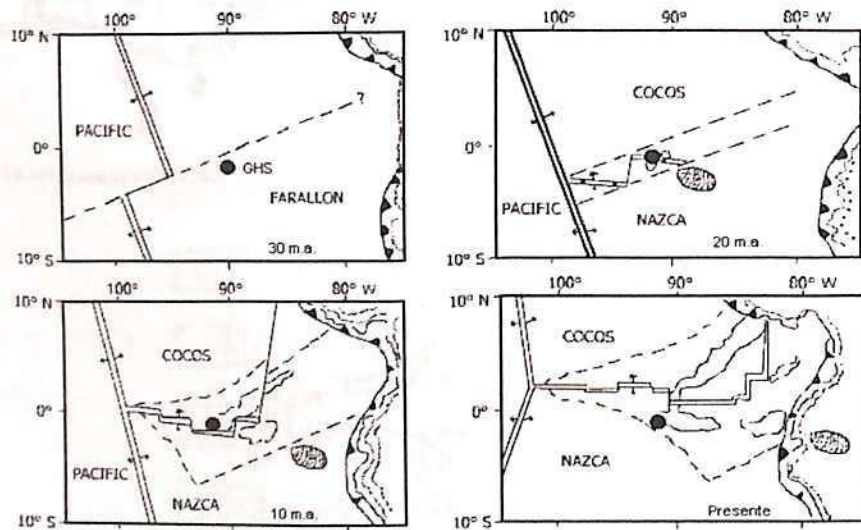 100° 90° 80° W
10° N
PACIFIC
0°
GHS
FARALLON
10° S
30 m.a.
100° 90° 80° W
10° N
COCOS
0°
PACIFIC
NAZCA
10° S
20 m.a.
100° 90° 80° W
10° N
COCOS
0°
PACIFIC
NAZCA
10° S
10 m.a.
100° 90° 80° W
10° N
COCOS
0°
NAZCA
10° S
Presente
?